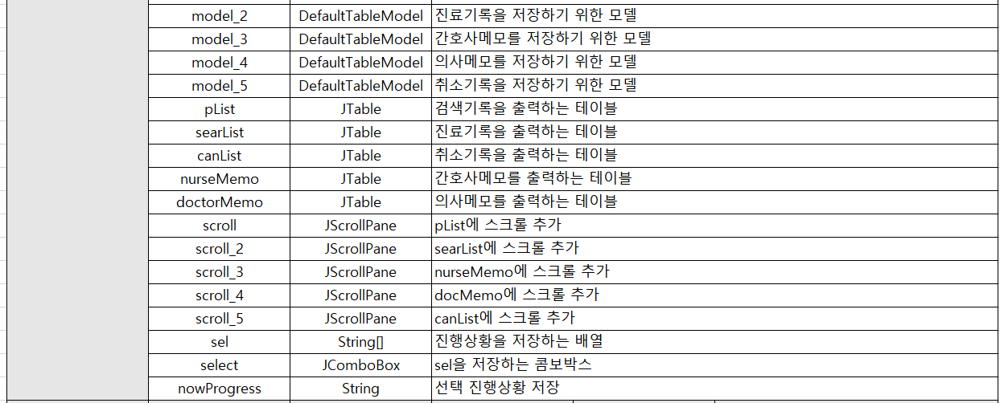 model_2 DefaultTableModel 진료기록을 저장하기 위한 모델
model_3 DefaultTableModel 간호사메모를 저장하기 위한 모델
model_4 DefaultTableModel 의사메모를 저장하기 위한 모델
model_5 DefaultTableModel 취소기록을 저장하기 위한 모델
pList JTable 검색기록을 출력하는 테이블
searList JTable 진료기록을 출력하는 테이블
canList JTable 취소기록을 출력하는 테이블
nurseMemo JTable 간호사메모를 출력하는 테이블
doctorMemo JTable 의사메모를 출력하는 테이블
scroll JScrollPane pList에 스크롤 추가
scroll_2 JScrollPane searList에 스크롤 추가
scroll_3 JScrollPane nurseMemo에 스크롤 추가
scroll_4 JScrollPane docMemo에 스크롤 추가
scroll_5 JScrollPane canList에 스크롤 추가
sel String[] 진행상황을 저장하는 배열
select JComboBox sel을 저장하는 콤보박스
nowProgress String 선택 진행상황 저장